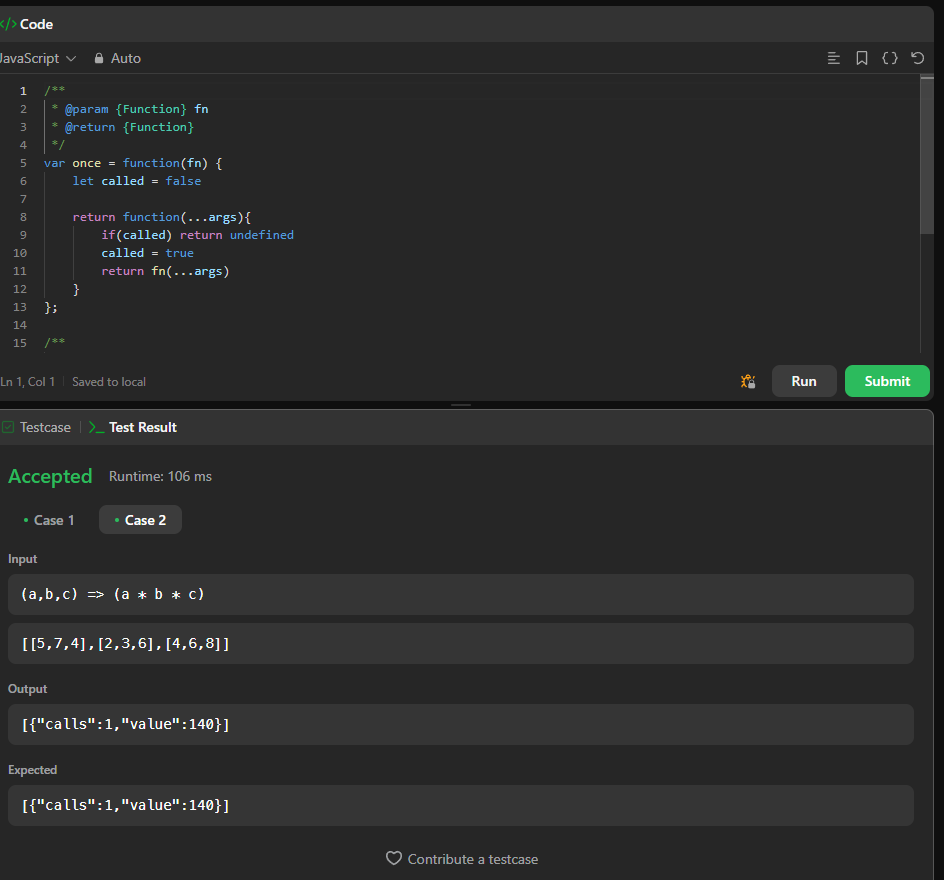 </> Code
JavaScript Auto
1 /**
2  * @param {Function} fn
3  * @return {Function}
4  */
5 var once = function(fn) {
6     let called = false
7
8     return function(...args){
9         if(called) return undefined
10         called = true
11         return fn(...args)
12     }
13 };
14
15 /**
Ln 1, Col 1 | Saved to local
Run
Submit
Testcase | >_ Test Result
Accepted Runtime: 106 ms
• Case 1 • Case 2
Input
(a,b,c) => (a * b * c)
[[5,7,4],[2,3,6],[4,6,8]]
Output
[{"calls":1,"value":140}]
Expected
[{"calls":1,"value":140}]
Contribute a testcase